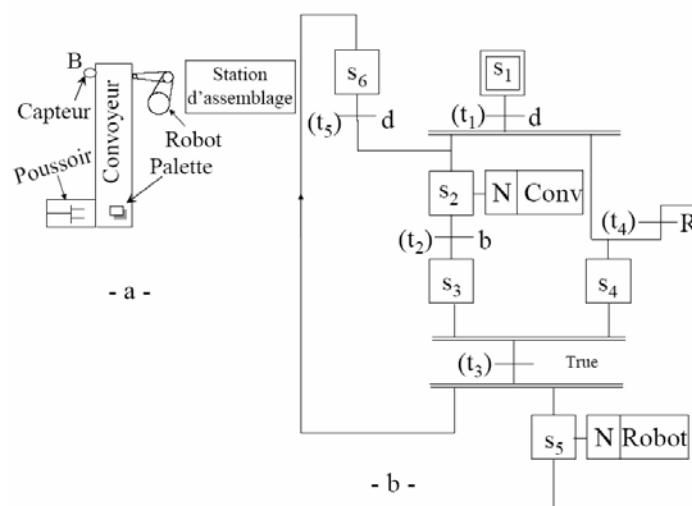 B
Capteur
Convoyeur
Station
d'assemblage
Robot
Palette
Poussoir
- a -
s6
(t5) d
s1
(t1) d
s2 N Conv
(t2) b
s3
(t4) R
s4
(t3) True
s5 N Robot
- b -